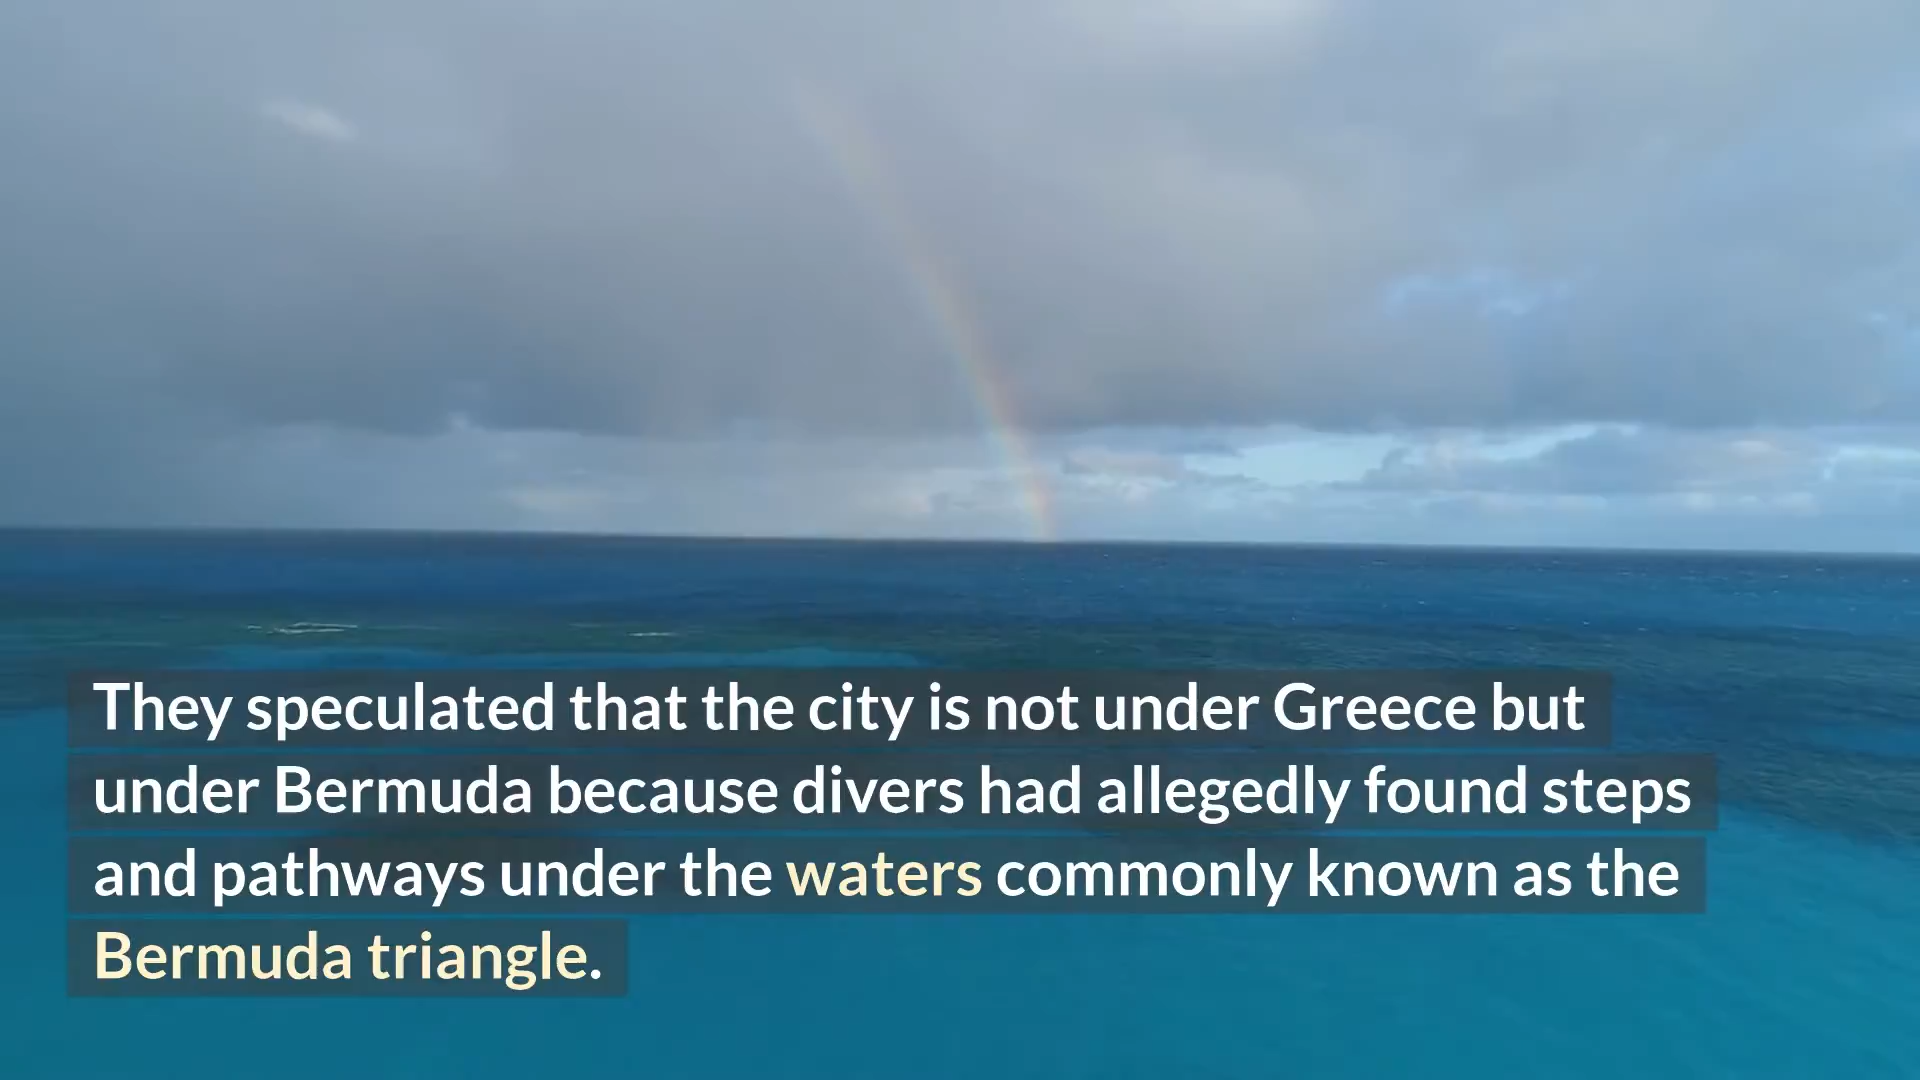 They speculated that the city is not under Greece but
under Bermuda because divers had allegedly found steps
and pathways under the waters commonly known as the
Bermuda triangle.